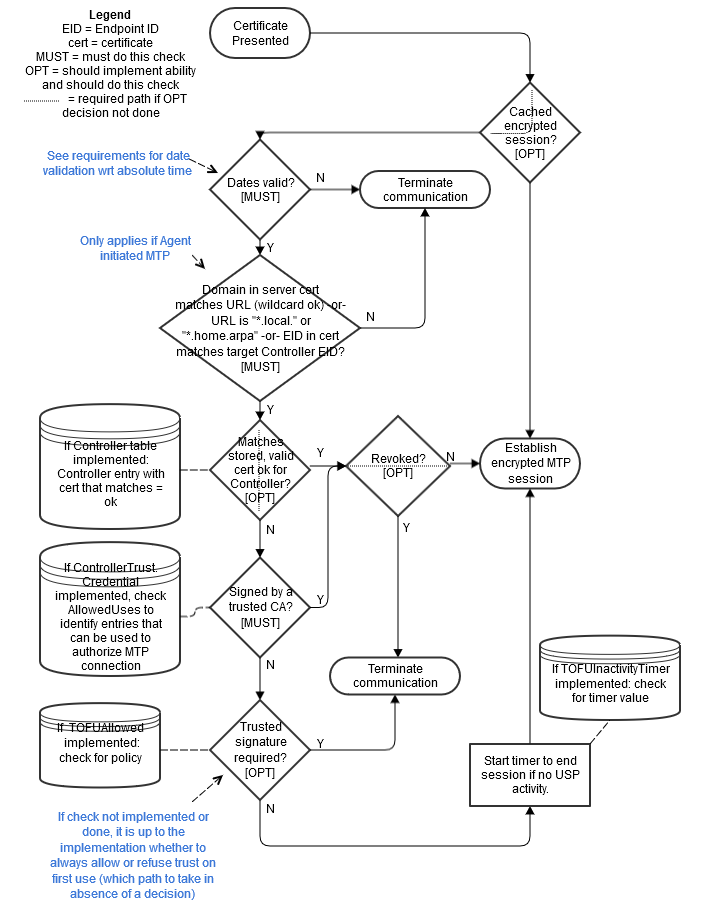 Legend
EID = Endpoint ID
cert = certificate
MUST = must do this check
OPT = should implement ability
and should do this check
= required path if OPT
decision not done
Certificate
Presented
Cached
encrypted
session?
[OPT]
See requirements for date
validation wrt absolute time
Dates valid?
[MUST]
N
Terminate
communication
Y
Only applies if Agent
initiated MTP
Domain in server cert
matches URL (wildcard ok) -or-
URL is "*.local." or
"*.home.arpa" -or- EID in cert
matches target Controller EID?
[MUST]
N
Y
If Controller table
implemented:
Controller entry with
cert that matches =
ok
Matches
stored, valid
cert ok for
Controller?
[OPT]
Y
Revoked?
[OPT]
N
Establish
encrypted MTP
session
N
Y
If ControllerTrust.
Credential
implemented, check
AllowedUses to
identify entries that
can be used to
authorize MTP
connection
Signed by a
trusted CA?
[MUST]
Y
N
Terminate
communication
If TOFUInactivityTimer
implemented: check
for timer value
If TOFUAllowed
implemented:
check for policy
Trusted
signature
required?
[OPT]
Y
N
Start timer to end
session if no USP
activity.
If check not implemented or
done, it is up to the
implementation whether to
always allow or refuse trust on
first use (which path to take in
absence of a decision)